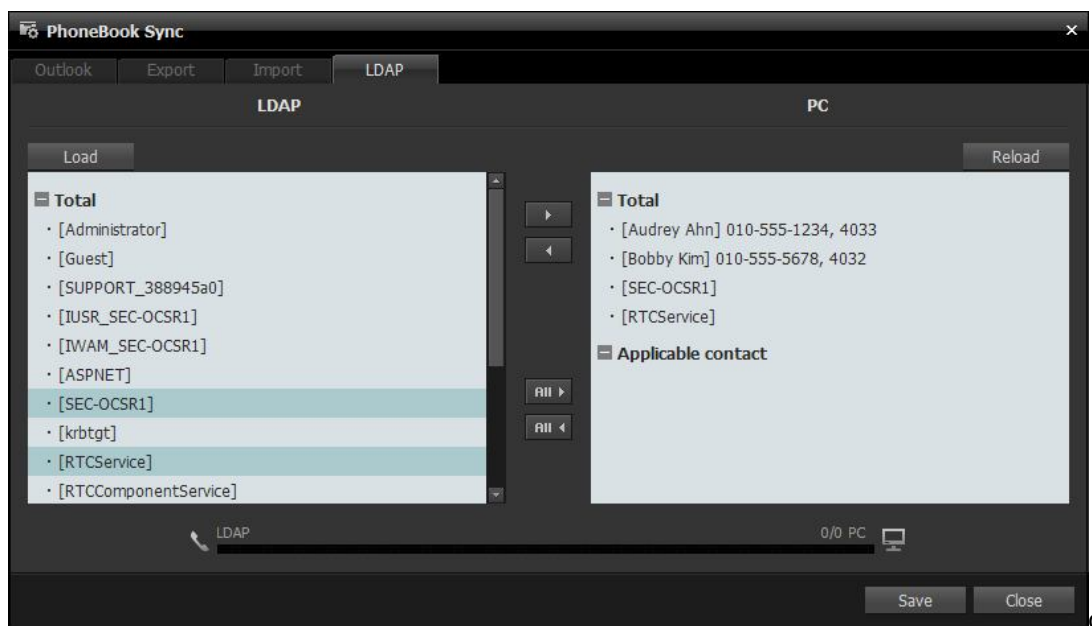 PhoneBook Sync
Outlook Export Import LDAP
LDAP PC
Load Reload
Total
· [Administrator]
· [Guest]
· [SUPPORT_388945a0]
· [IUSR_SEC-OCSR1]
· [IWAM_SEC-OCSR1]
· [ASPNET]
· [SEC-OCSR1]
· [krbtgt]
· [RTCService]
· [RTCComponentService]
All
All
Total
· [Audrey Ahn] 010-555-1234, 4033
· [Bobby Kim] 010-555-5678, 4032
· [SEC-OCSR1]
· [RTCService]
Applicable contact
LDAP 0/0 PC
Save Close